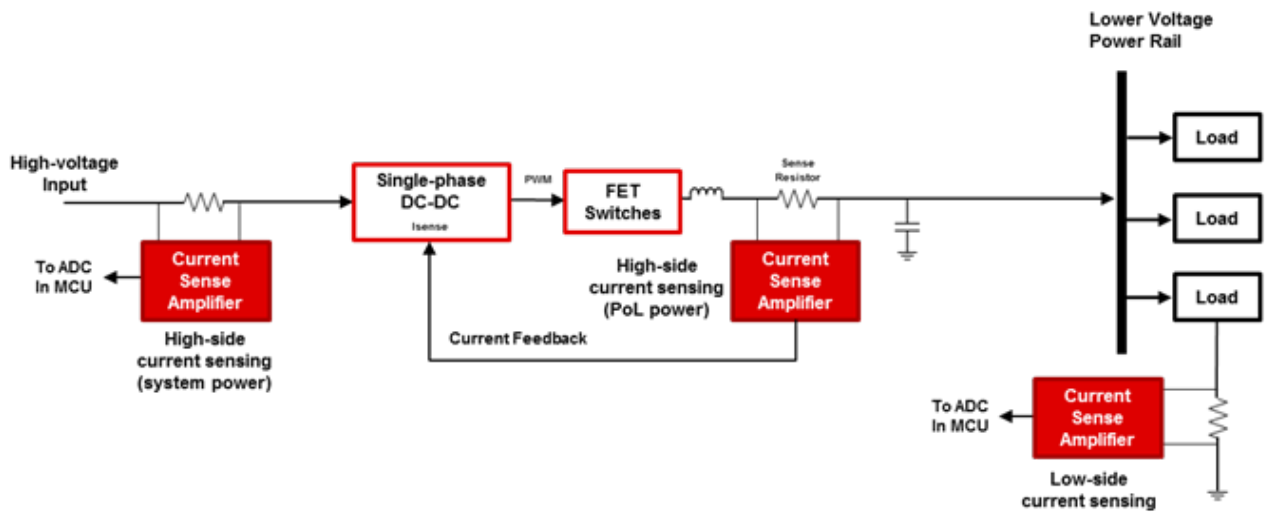 Lower Voltage
Power Rail
Load
High-voltage
Input
Single-phase
DC-DC
Isense
PWM
FET
Switches
Sense
Resistor
Load
To ADC
In MCU
Current
Sense
Amplifier
High-side
current sensing
(system power)
High-side
current sensing
(PoL power)
Current
Sense
Amplifier
Load
Current Feedback
To ADC
In MCU
Current
Sense
Amplifier
Low-side
current sensing